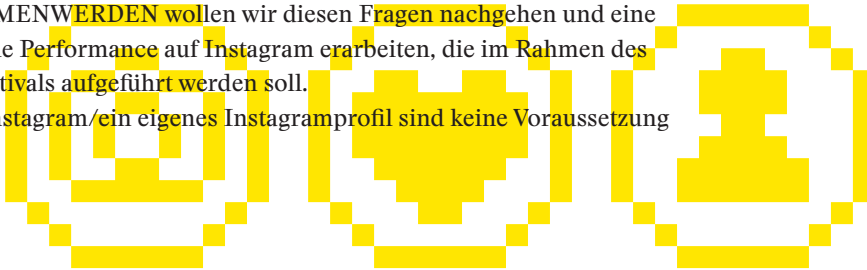 MENWERDEN wollen wir diesen Fragen nachgehen und eine
e Performance auf Instagram erarbeiten, die im Rahmen des
tivals aufgeführt werden soll.
nstagram/ein eigenes Instagramprofil sind keine Voraussetzung